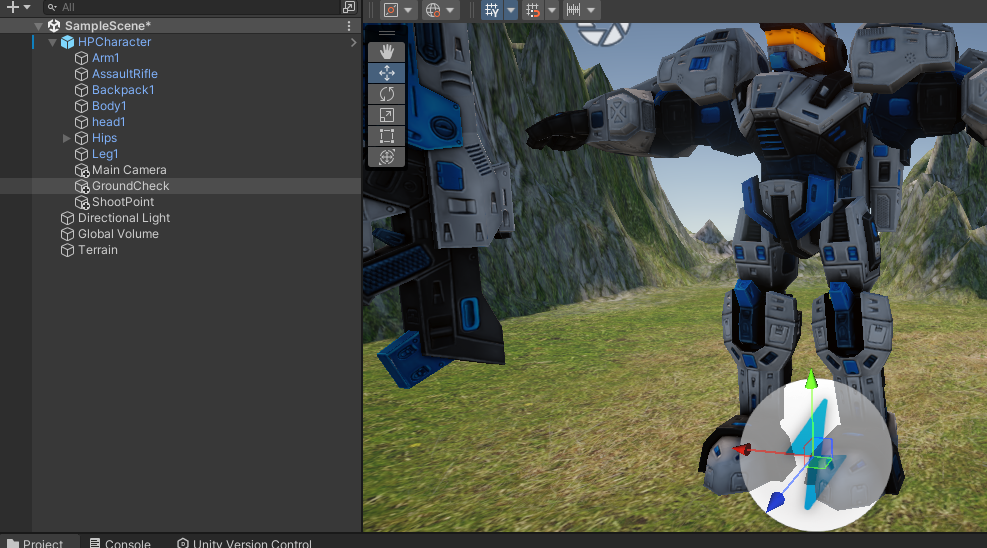 All
SampleScene*
HPCharacter
Arm1
AssaultRifle
Backpack1
Body1
head1
Hips
Leg1
Main Camera
GroundCheck
ShootPoint
Directional Light
Global Volume
Terrain
Project
Console
Unity Version Control